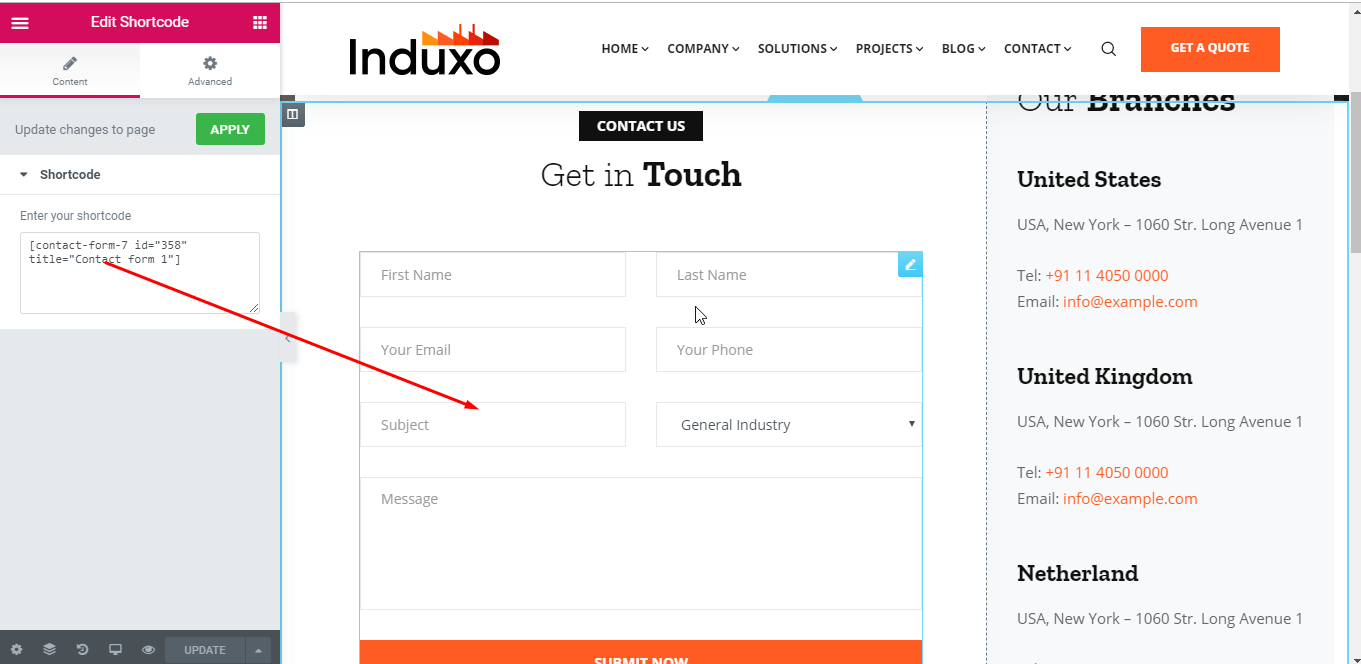 Edit Shortcode
Content
Advanced
Update changes to page
APPLY
Shortcode
Enter your shortcode
[contact-form-7 id="358"
title="Contact form 1"]
UPDATE
Induxo
HOME
COMPANY
SOLUTIONS
PROJECTS
BLOG
CONTACT
GET A QUOTE
CONTACT US
Get in Touch
First Name
Last Name
Your Email
Your Phone
Subject
General Industry
Message
SUBMIT NOW
Our Branches
United States
USA, New York – 1060 Str. Long Avenue 1
Tel: +91 11 4050 0000
Email: info@example.com
United Kingdom
USA, New York – 1060 Str. Long Avenue 1
Tel: +91 11 4050 0000
Email: info@example.com
Netherland
USA, New York – 1060 Str. Long Avenue 1